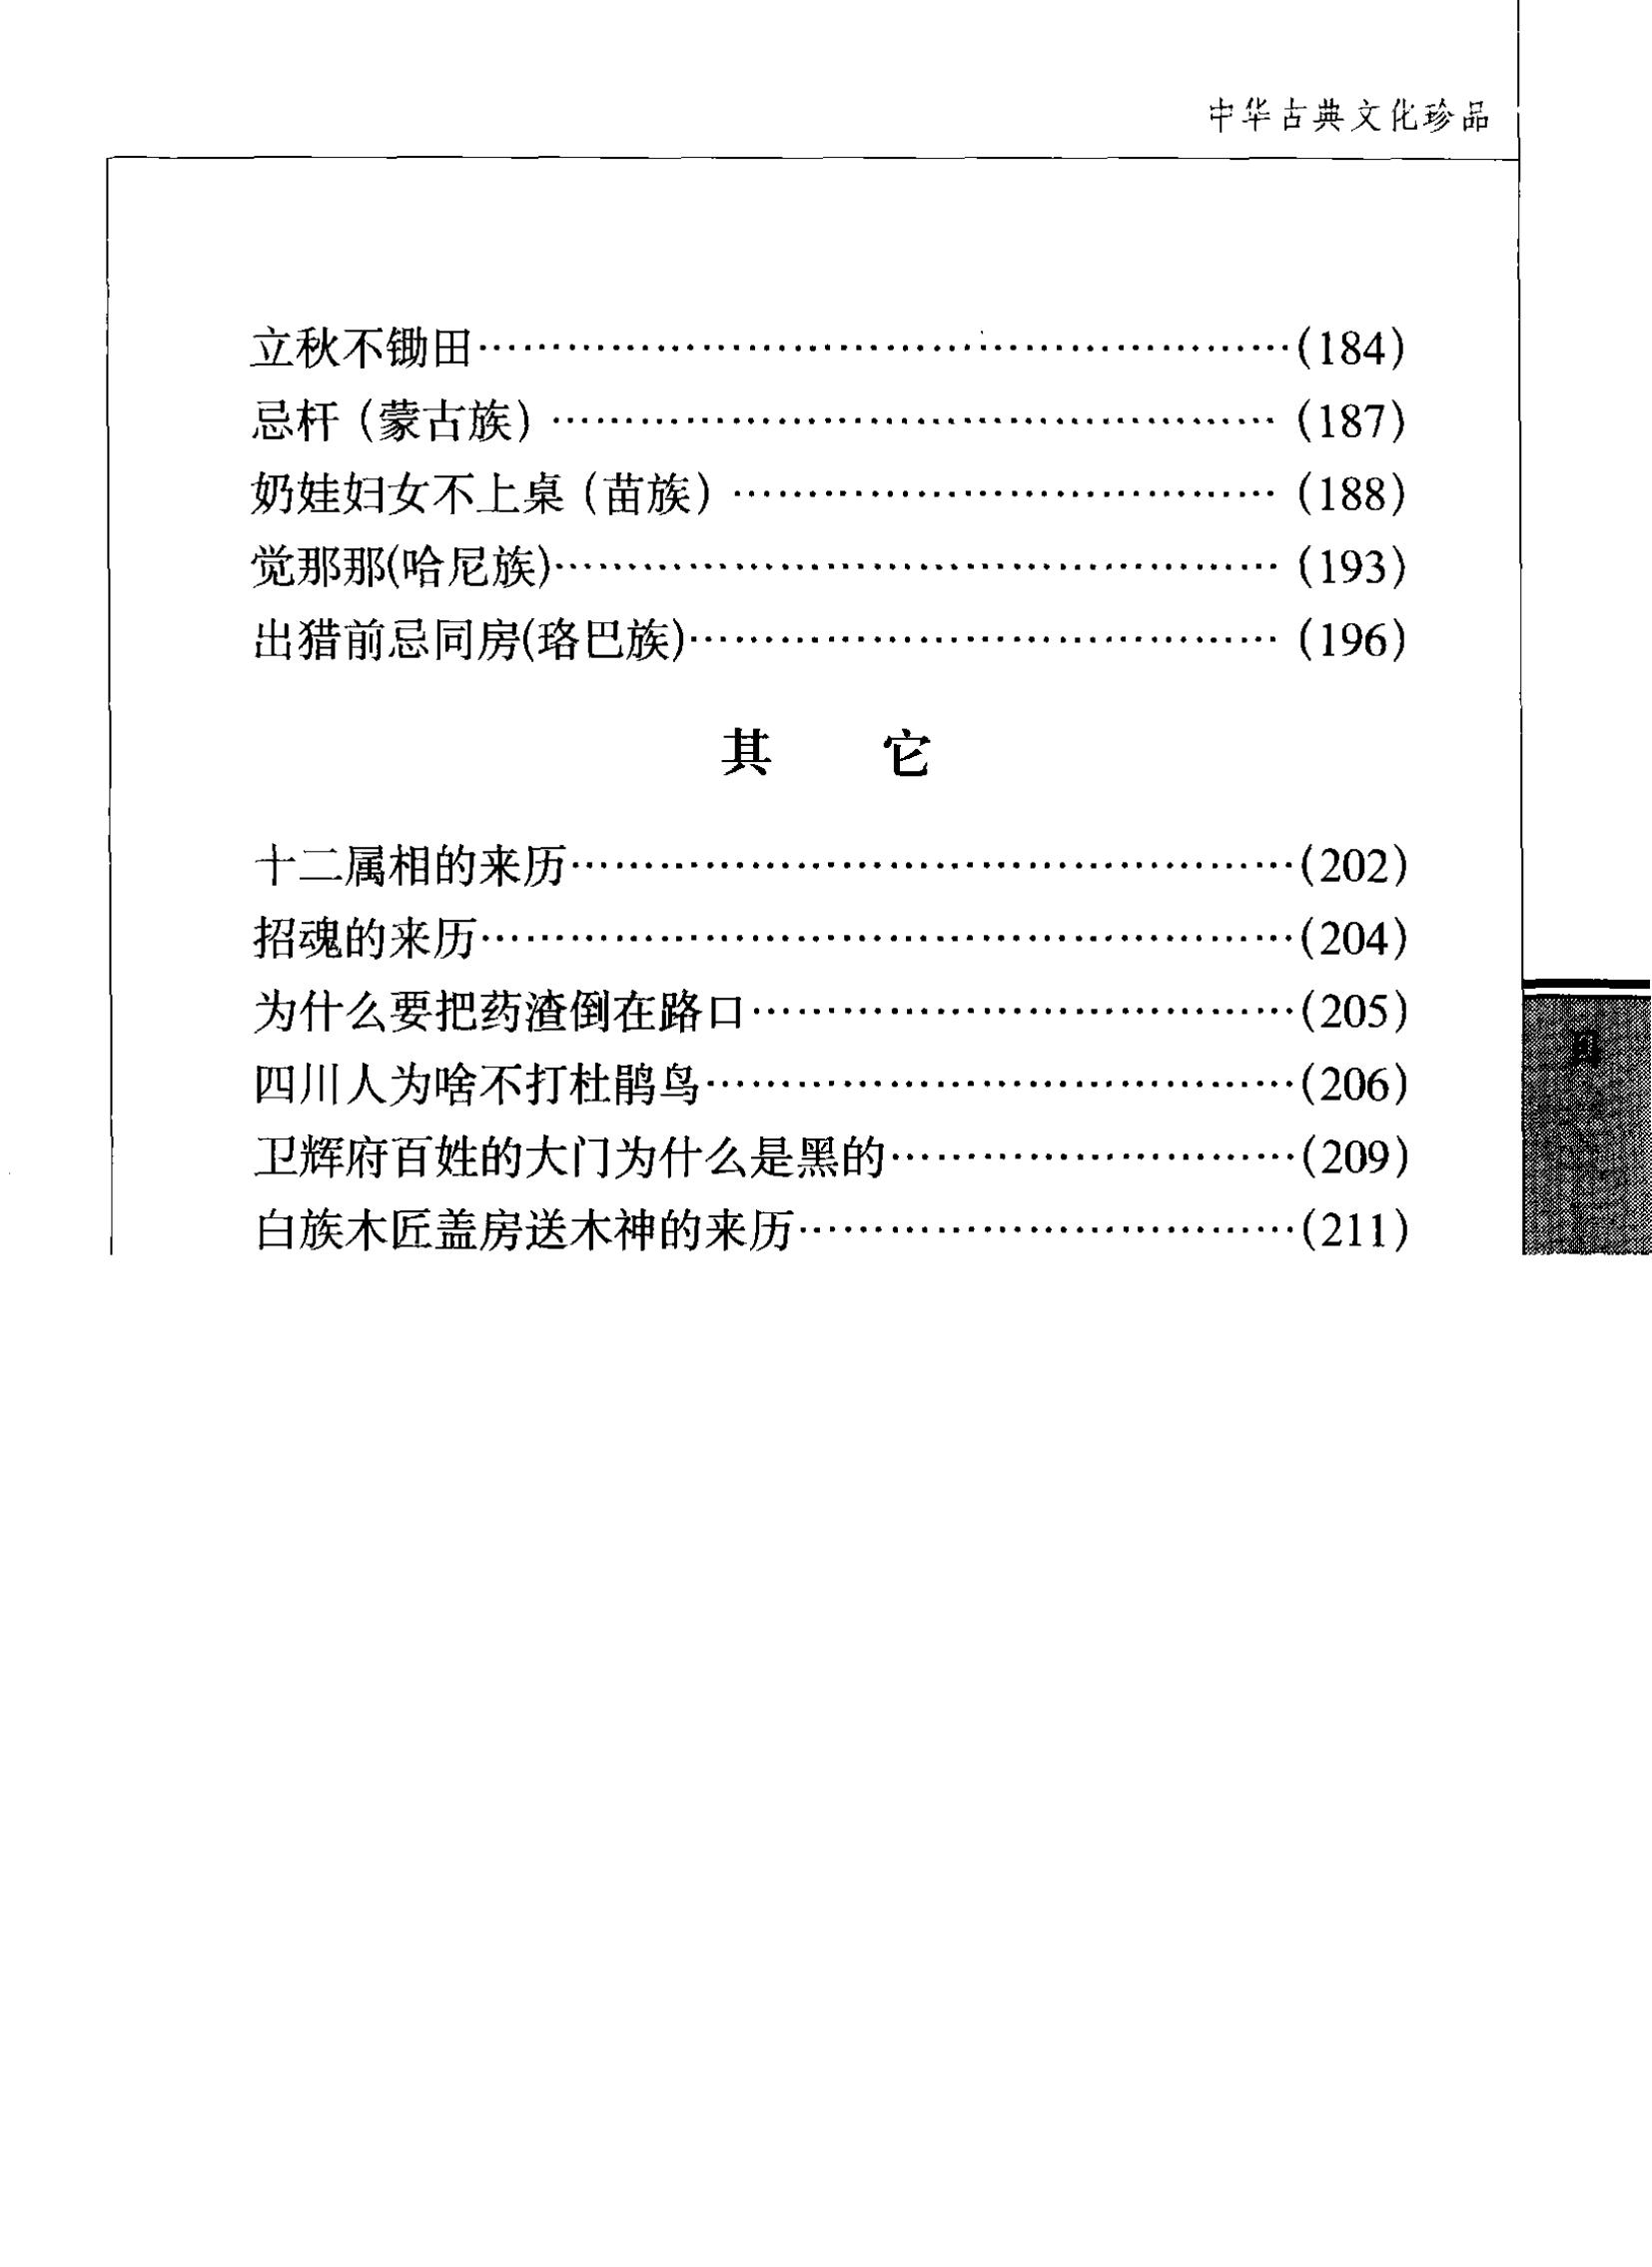 中华古典文化珍品
立秋不锄田……………………………………………(184)
忌杆（蒙古族）……………………………………… (187)
奶娃妇女不上桌（苗族）…………………………… (188)
觉那那(哈尼族)……………………………………… (193)
出猎前忌同房(珞巴族)……………………………… (196)
其 它
十二属相的来历………………………………………(202)
招魂的来历……………………………………………(204)
为什么要把药渣倒在路口……………………………(205)
四川人为啥不打杜鹃鸟………………………………(206)
卫辉府百姓的大门为什么是黑的……………………(209)
白族木匠盖房送木神的来历…………………………(211)
目